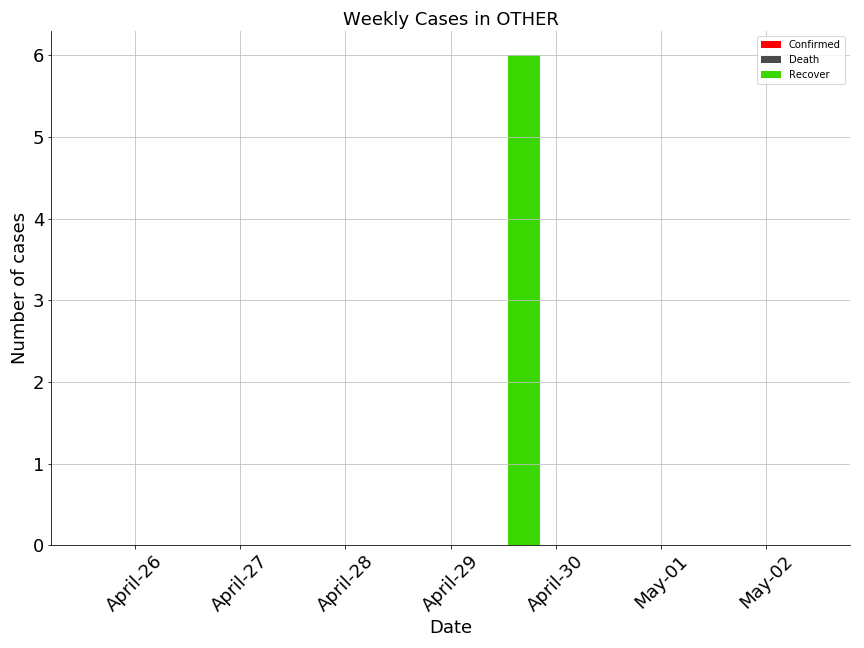 Weekly Cases in OTHER
Confirmed
Death
Recover
Number of cases
6
5
4
3
2
1
0
April-26
April-27
April-28
April-29
April-30
May-01
May-02
Date